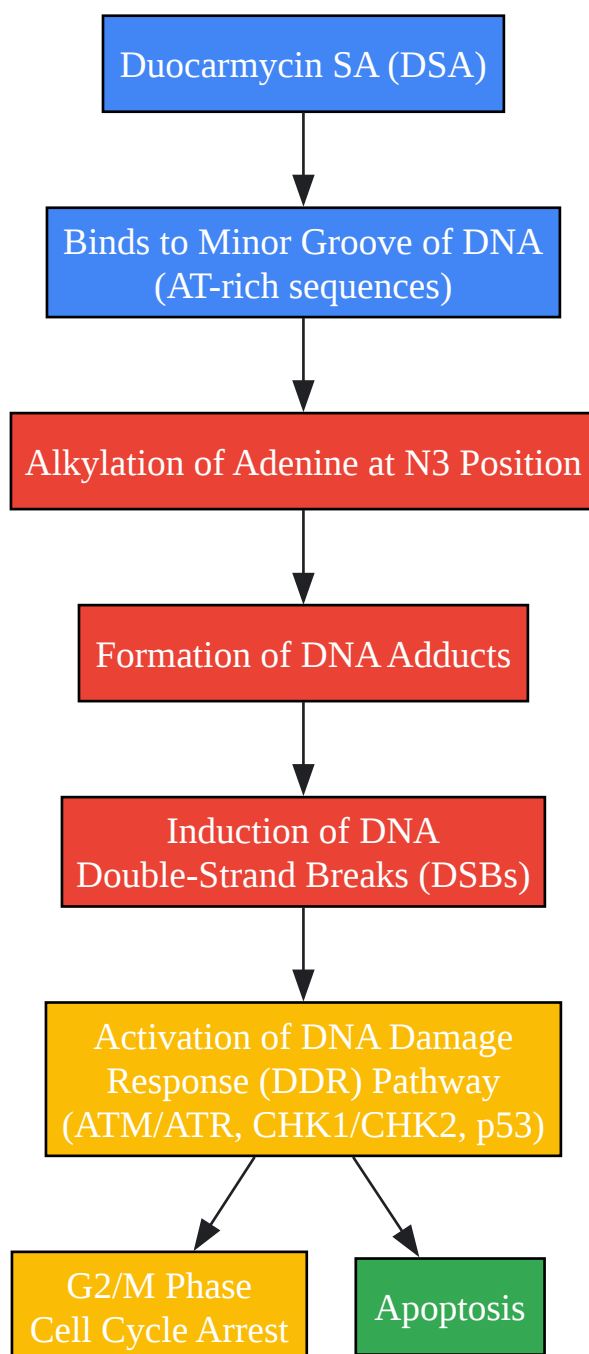 Duocarmycin SA (DSA)
Binds to Minor Groove of DNA
(AT-rich sequences)
Alkylation of Adenine at N3 Position
Formation of DNA Adducts
Induction of DNA
Double-Strand Breaks (DSBs)
Activation of DNA Damage
Response (DDR) Pathway
(ATM/ATR, CHK1/CHK2, p53)
G2/M Phase
Cell Cycle Arrest
Apoptosis